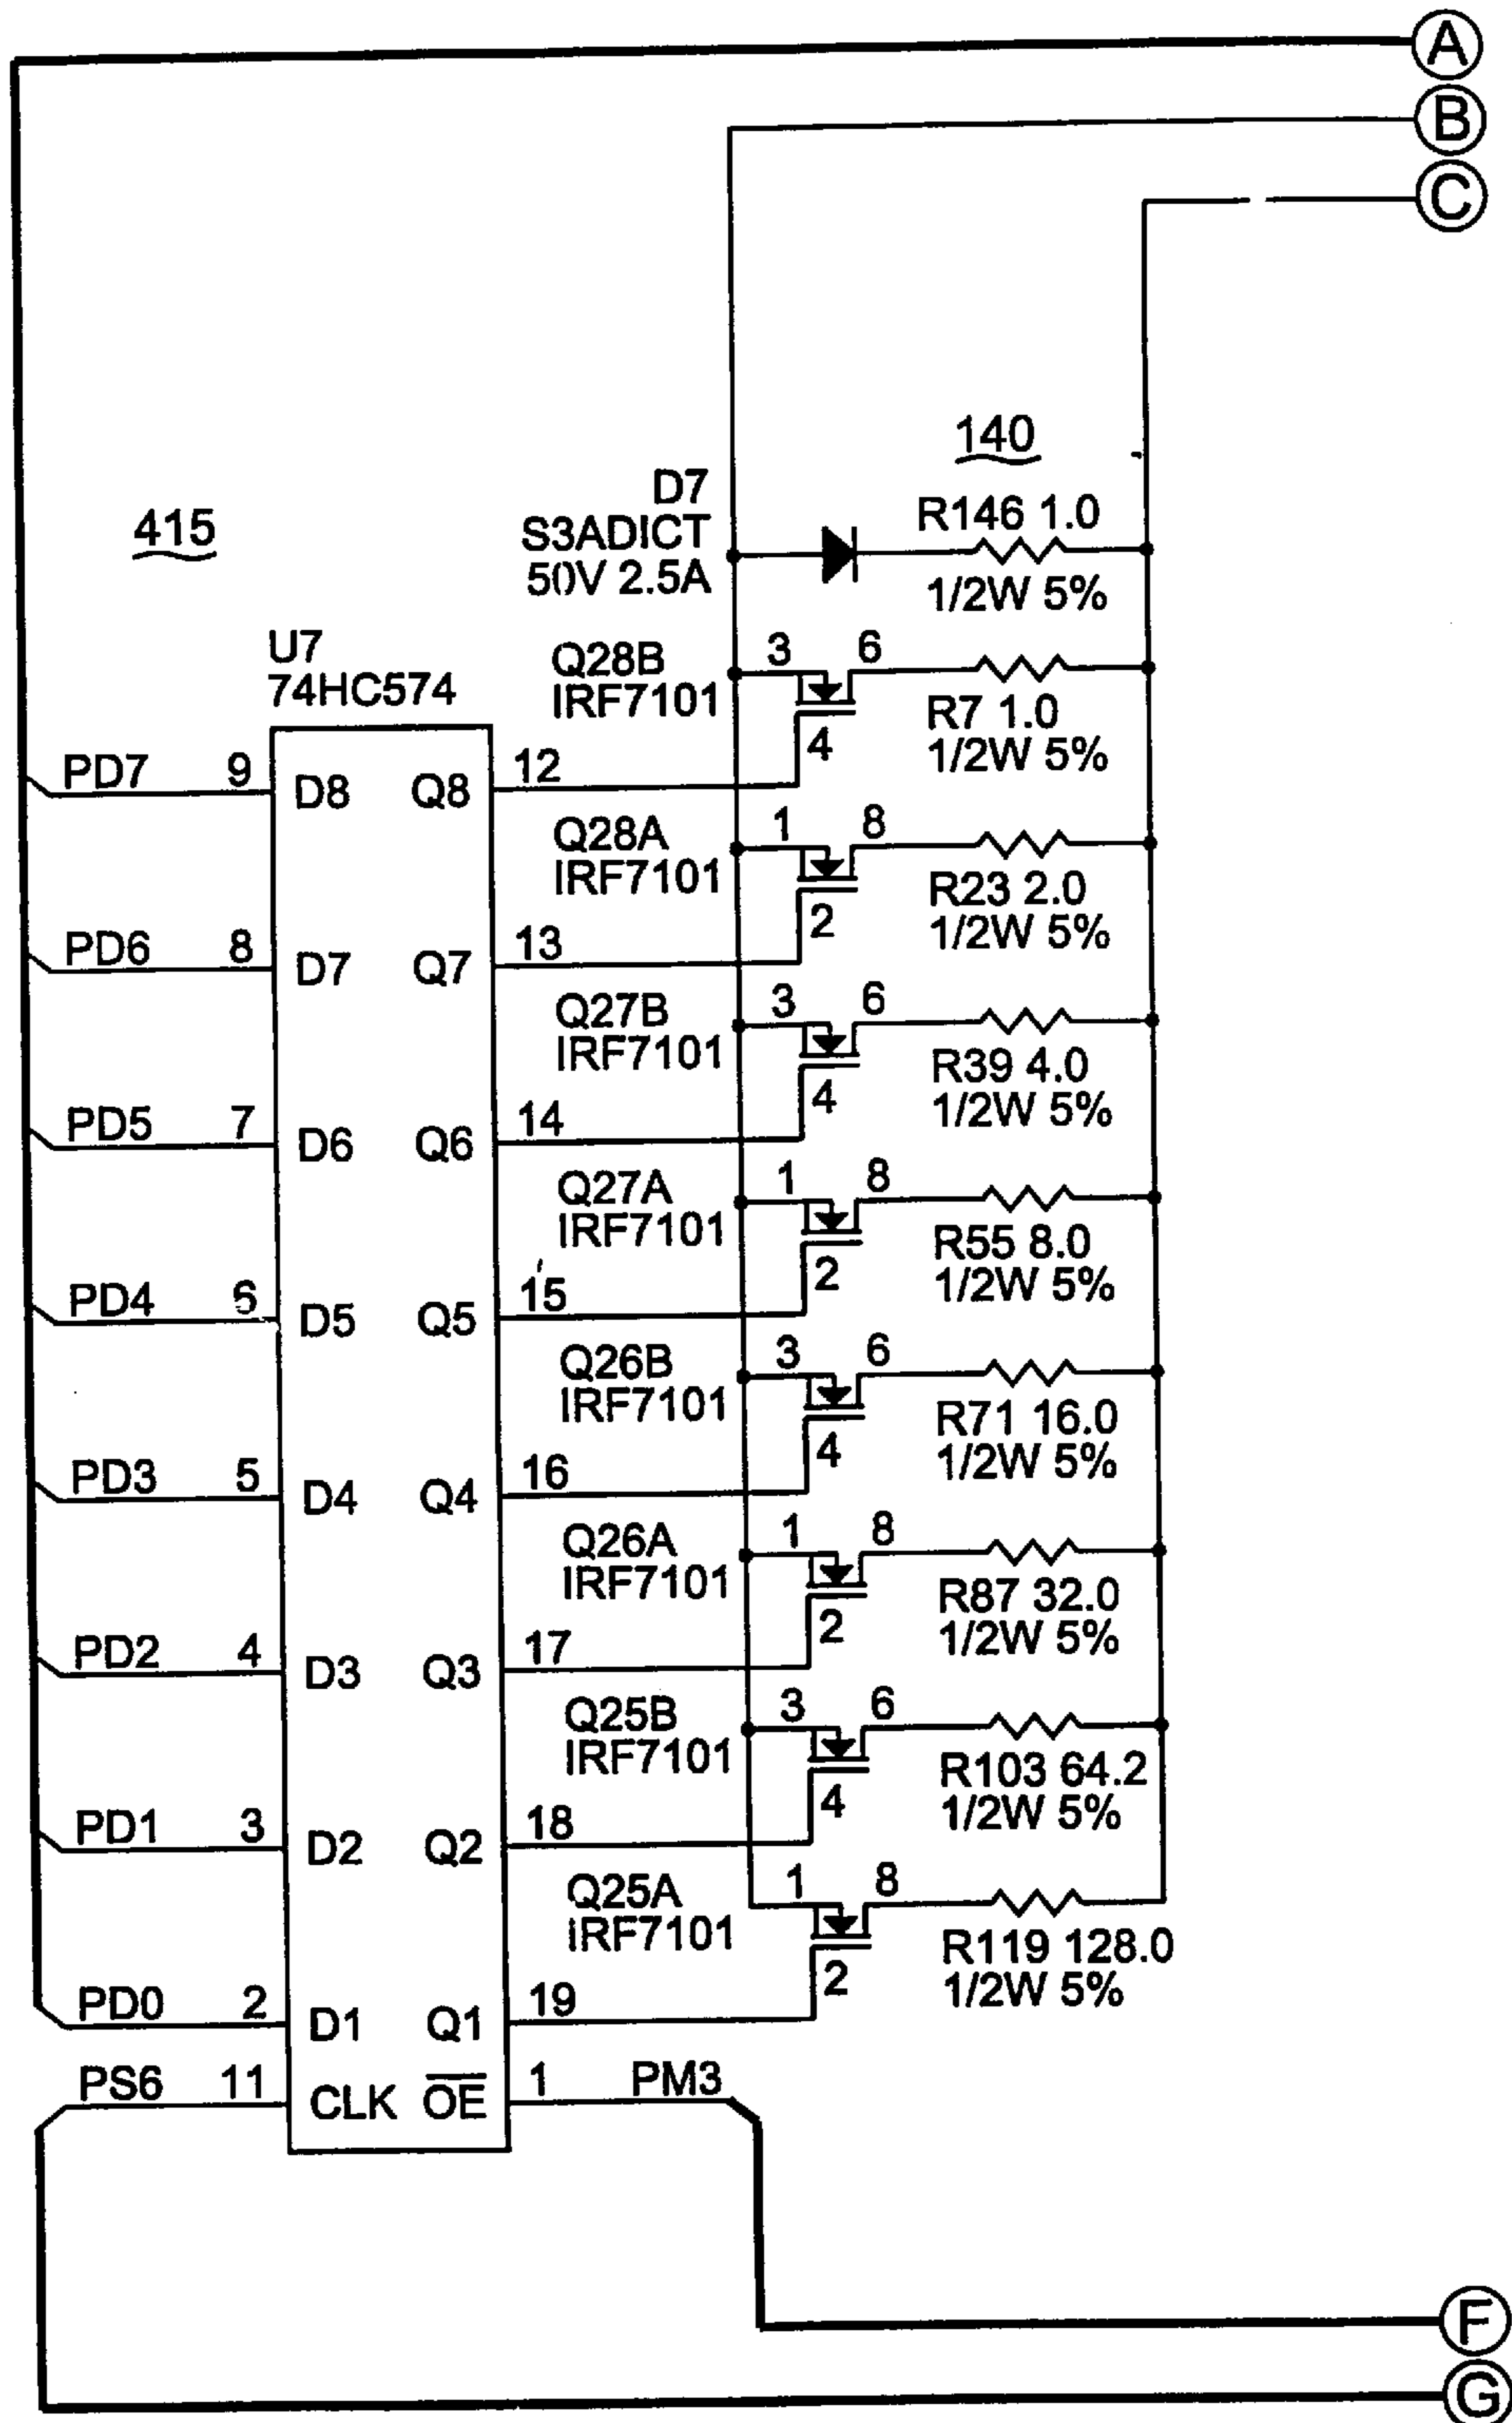 A
B
C
140
415
D7
S3ADICT
50V 2.5A
R146 1.0
1/2W 5%
U7
74HC574
Q28B
IRF7101
3
6
4
R7 1.0
1/2W 5%
PD7
9
D8
Q8
12
Q28A
IRF7101
1
8
2
R23 2.0
1/2W 5%
PD6
8
D7
Q7
13
Q27B
IRF7101
3
6
4
R39 4.0
1/2W 5%
PD5
7
D6
Q6
14
Q27A
IRF7101
1
8
2
R55 8.0
1/2W 5%
PD4
6
D5
Q5
15
Q26B
IRF7101
3
6
4
R71 16.0
1/2W 5%
PD3
5
D4
Q4
16
Q26A
IRF7101
1
8
2
R87 32.0
1/2W 5%
PD2
4
D3
Q3
17
Q25B
IRF7101
3
6
4
R103 64.2
1/2W 5%
PD1
3
D2
Q2
18
Q25A
IRF7101
1
8
2
R119 128.0
1/2W 5%
PD0
2
D1
Q1
19
PS6
11
CLK
OE
1
PM3
F
G